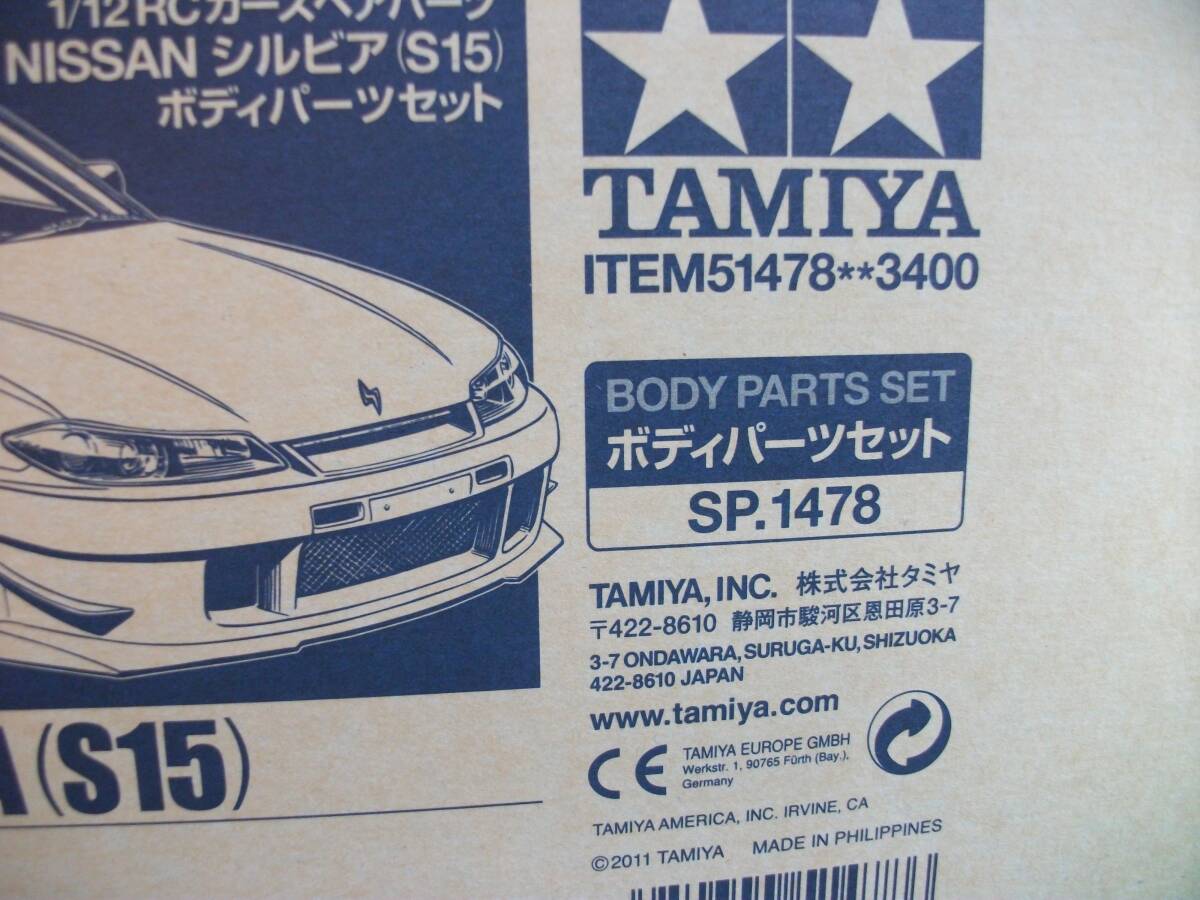 1/12RCカースペアパーツ
NISSAN シルビア(S15)
ボディパーツセット
(S15)
TAMIYA
ITEM51478**3400
BODY PARTS SET
ボディパーツセット
SP.1478
TAMIYA, INC. 株式会社タミヤ
〒422-8610 静岡市駿河区恩田原3-7
3-7 ONDAWARA, SURUGA-KU, SHIZUOKA
422-8610 JAPAN
www.tamiya.com
CE
TAMIYA EUROPE GMBH
Werkstr. 1, 90765 Fürth (Bay.),
Germany
TAMIYA AMERICA, INC. IRVINE, CA
©2011 TAMIYA MADE IN PHILIPPINES